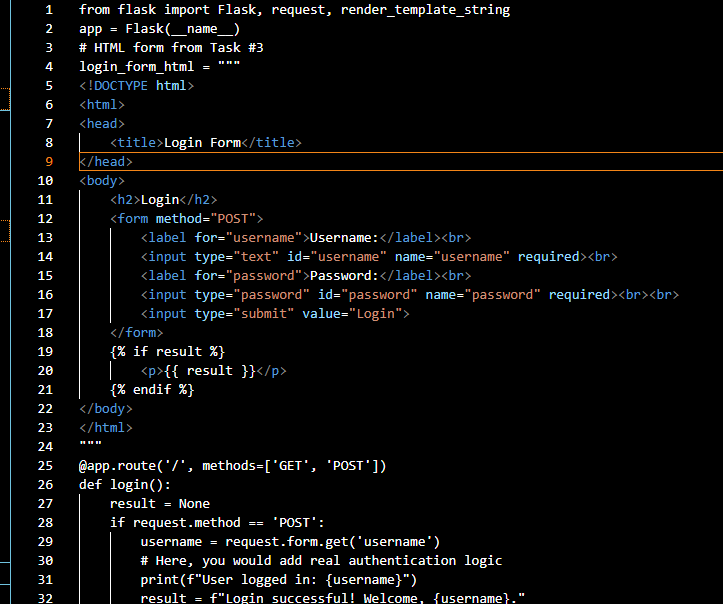 1 from flask import Flask, request, render_template_string
2 app = Flask(__name__)
3 # HTML form from Task #3
4 login_form_html = """
5 <!DOCTYPE html>
6 <html>
7 <head>
8     <title>Login Form</title>
9 </head>
10 <body>
11     <h2>Login</h2>
12     <form method="POST">
13         <label for="username">Username:</label><br>
14         <input type="text" id="username" name="username" required><br>
15         <label for="password">Password:</label><br>
16         <input type="password" id="password" name="password" required><br><br>
17         <input type="submit" value="Login">
18     </form>
19     {% if result %}
20         <p>{{ result }}</p>
21     {% endif %}
22 </body>
23 </html>
24 """
25 @app.route('/', methods=['GET', 'POST'])
26 def login():
27     result = None
28     if request.method == 'POST':
29         username = request.form.get('username')
30         # Here, you would add real authentication logic
31         print(f"User logged in: {username}")
32         result = f"Login successful! Welcome, {username}."